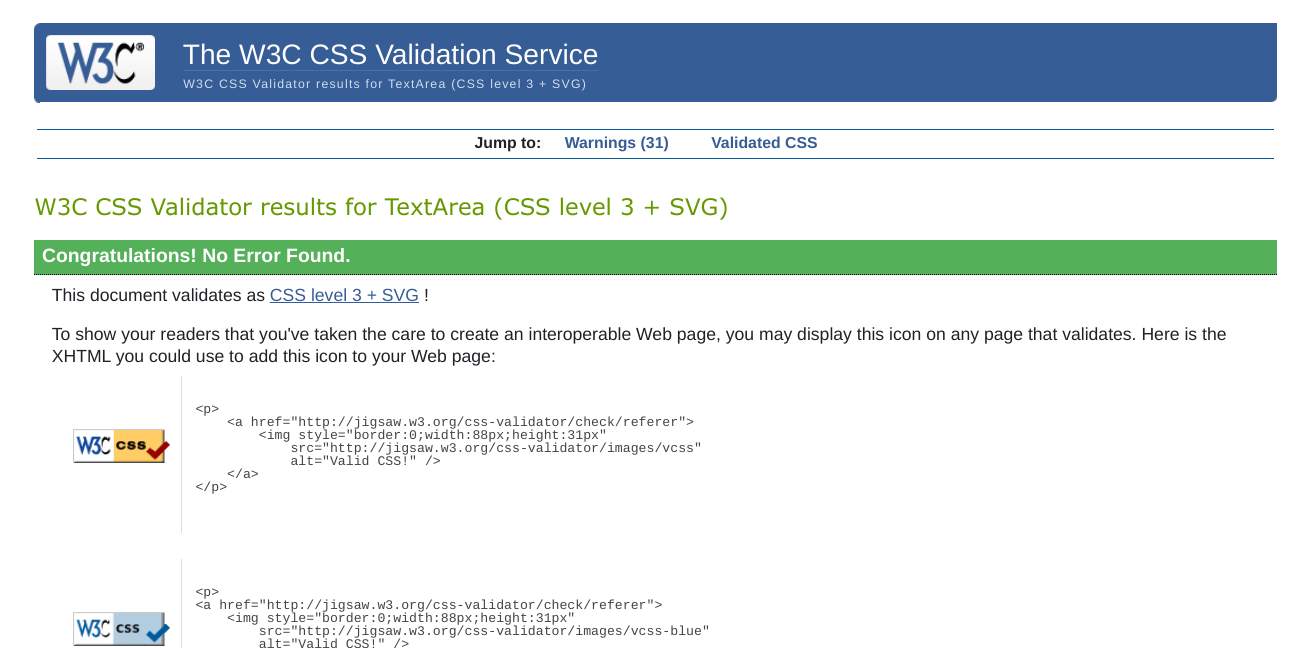 W3C®
The W3C CSS Validation Service
W3C CSS Validator results for TextArea (CSS level 3 + SVG)
Jump to: Warnings (31) Validated CSS
W3C CSS Validator results for TextArea (CSS level 3 + SVG)
Congratulations! No Error Found.
This document validates as CSS level 3 + SVG !
To show your readers that you've taken the care to create an interoperable Web page, you may display this icon on any page that validates. Here is the
XHTML you could use to add this icon to your Web page:
W3C css
<p>
    <a href="http://jigsaw.w3.org/css-validator/check/referer">
        <img style="border:0;width:88px;height:31px"
            src="http://jigsaw.w3.org/css-validator/images/vcss"
            alt="Valid CSS!" />
    </a>
</p>
W3C css
<p>
<a href="http://jigsaw.w3.org/css-validator/check/referer">
    <img style="border:0;width:88px;height:31px"
        src="http://jigsaw.w3.org/css-validator/images/vcss-blue"
        alt="Valid CSS!" />